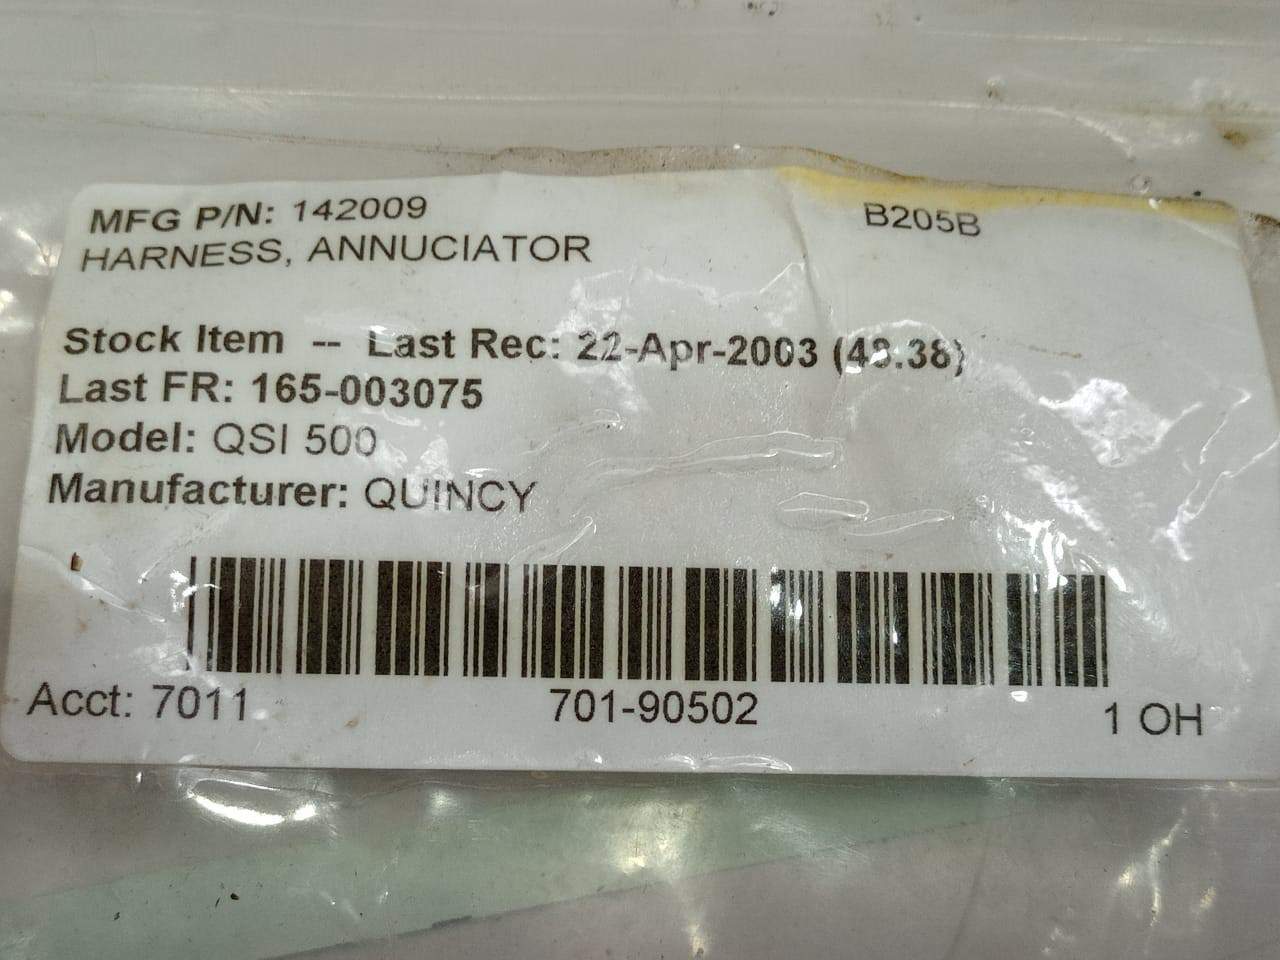 MFG P/N: 142009
B205B
HARNESS, ANNUCIATOR
Stock Item -- Last Rec: 22-Apr-2003 (48.38)
Last FR: 165-003075
Model: QSI 500
Manufacturer: QUINCY
Acct: 7011
701-90502
1 OH